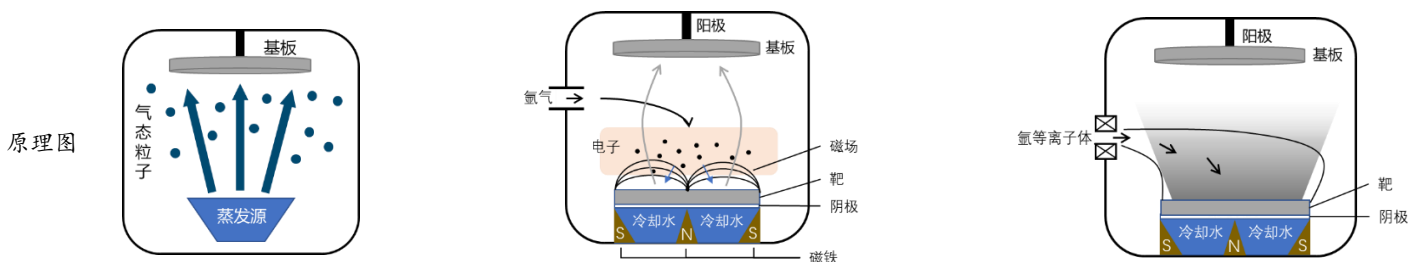 原理图
基板
气态粒子
蒸发源
阳极
基板
氩气
电子
磁场
靶
阴极
冷却水 冷却水
S N S
磁铁
阳极
基板
氩等离子体
靶
阴极
冷却水 冷却水
S N S